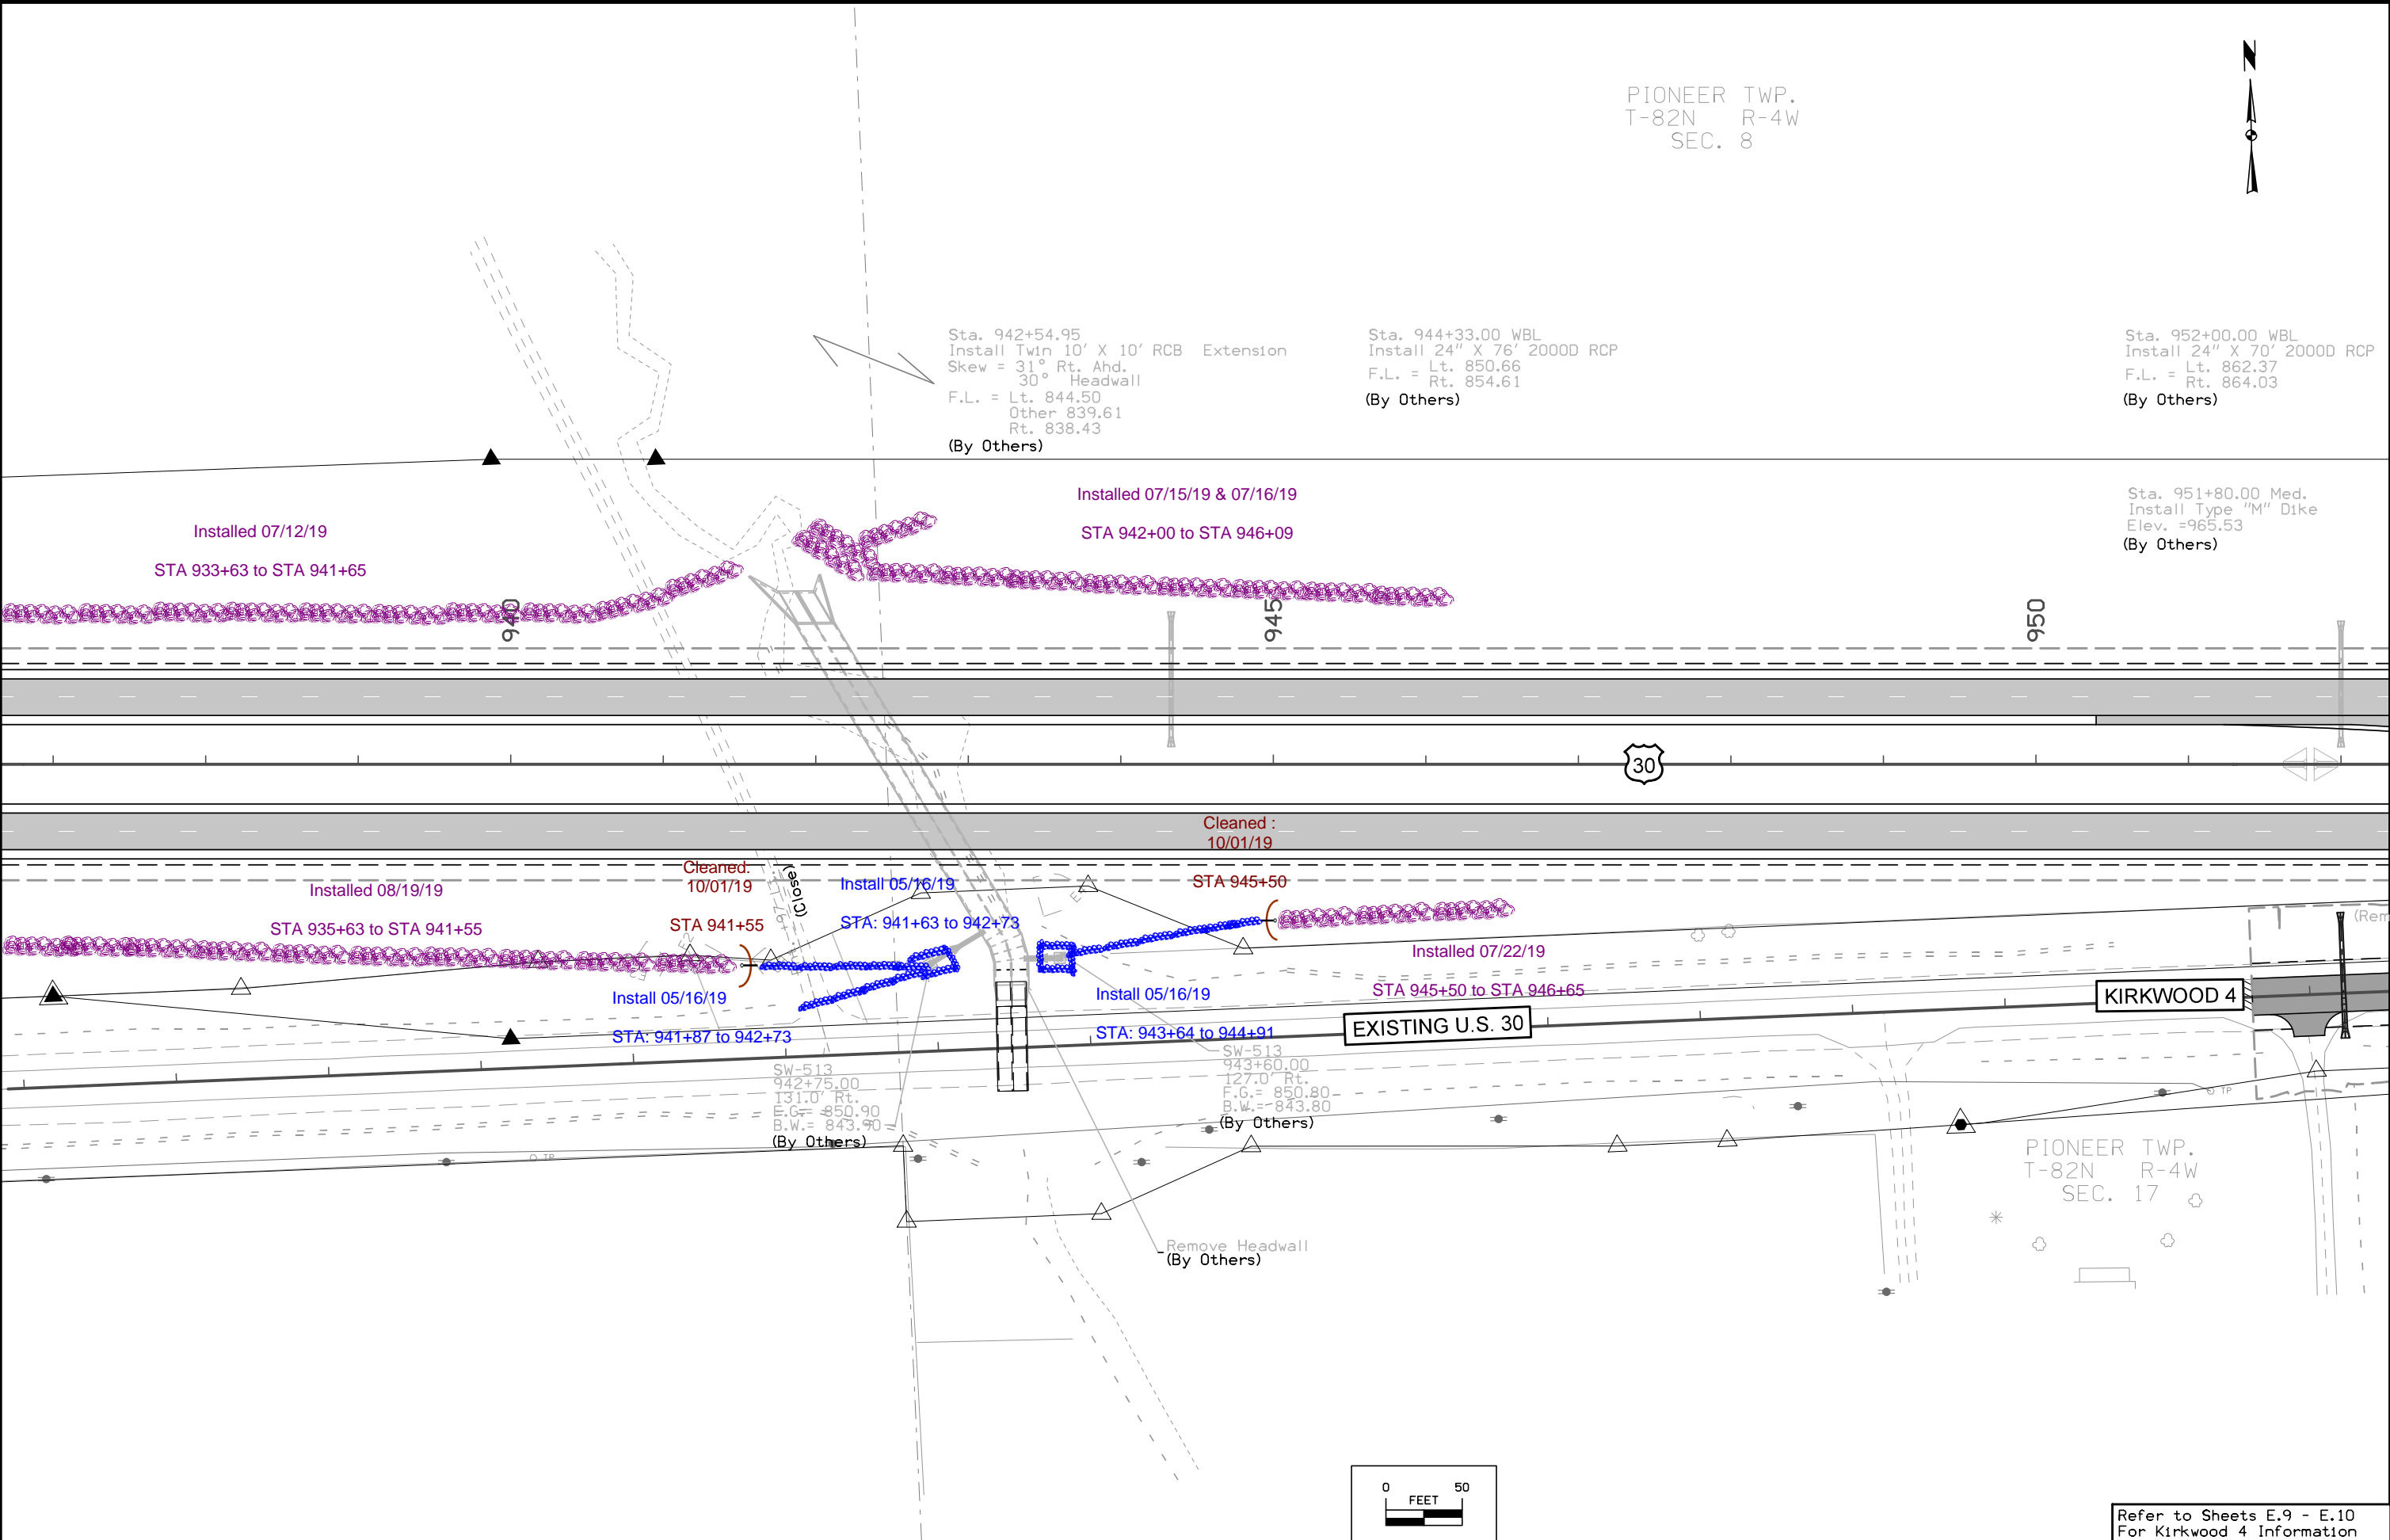 N
PIONEER TWP.
T-82N R-4W
SEC. 8
Sta. 942+54.95
Install Twin 10' X 10' RCB Extension
Skew = 31° Rt. Ahd.
30° Headwall
F.L. = Lt. 844.50
Other 839.61
Rt. 838.43
(By Others)
Sta. 944+33.00 WBL
Install 24" X 76' 2000D RCP
F.L. = Lt. 850.66
Rt. 854.61
(By Others)
Sta. 952+00.00 WBL
Install 24" X 70' 2000D RCP
F.L. = Lt. 862.37
Rt. 864.03
(By Others)
Installed 07/12/19
STA 933+63 to STA 941+65
Installed 07/15/19 & 07/16/19
STA 942+00 to STA 946+09
Sta. 951+80.00 Med.
Install Type "M" Dike
Elev. =965.53
(By Others)
940
945
950
30
Cleaned :
10/01/19
STA 945+50
Cleaned:
10/01/19
STA 941+55
(Close)
Installed 08/19/19
STA 935+63 to STA 941+55
Install 05/16/19
STA: 941+63 to 942+73
Install 05/16/19
STA: 941+87 to 942+73
Install 05/16/19
STA: 943+64 to 944+91
Installed 07/22/19
STA 945+50 to STA 946+65
(Rem
KIRKWOOD 4
EXISTING U.S. 30
SW-513
942+75.00
131.0' Rt.
F.G.= 850.90
B.W.= 843.90
(By Others)
SW-513
943+60.00
127.0' Rt.
F.G.= 850.80
B.W.= 843.80
(By Others)
TP
TP
PIONEER TWP.
T-82N R-4W
SEC. 17
Remove Headwall
(By Others)
0 50
FEET
Refer to Sheets E.9 - E.10
For Kirkwood 4 Information